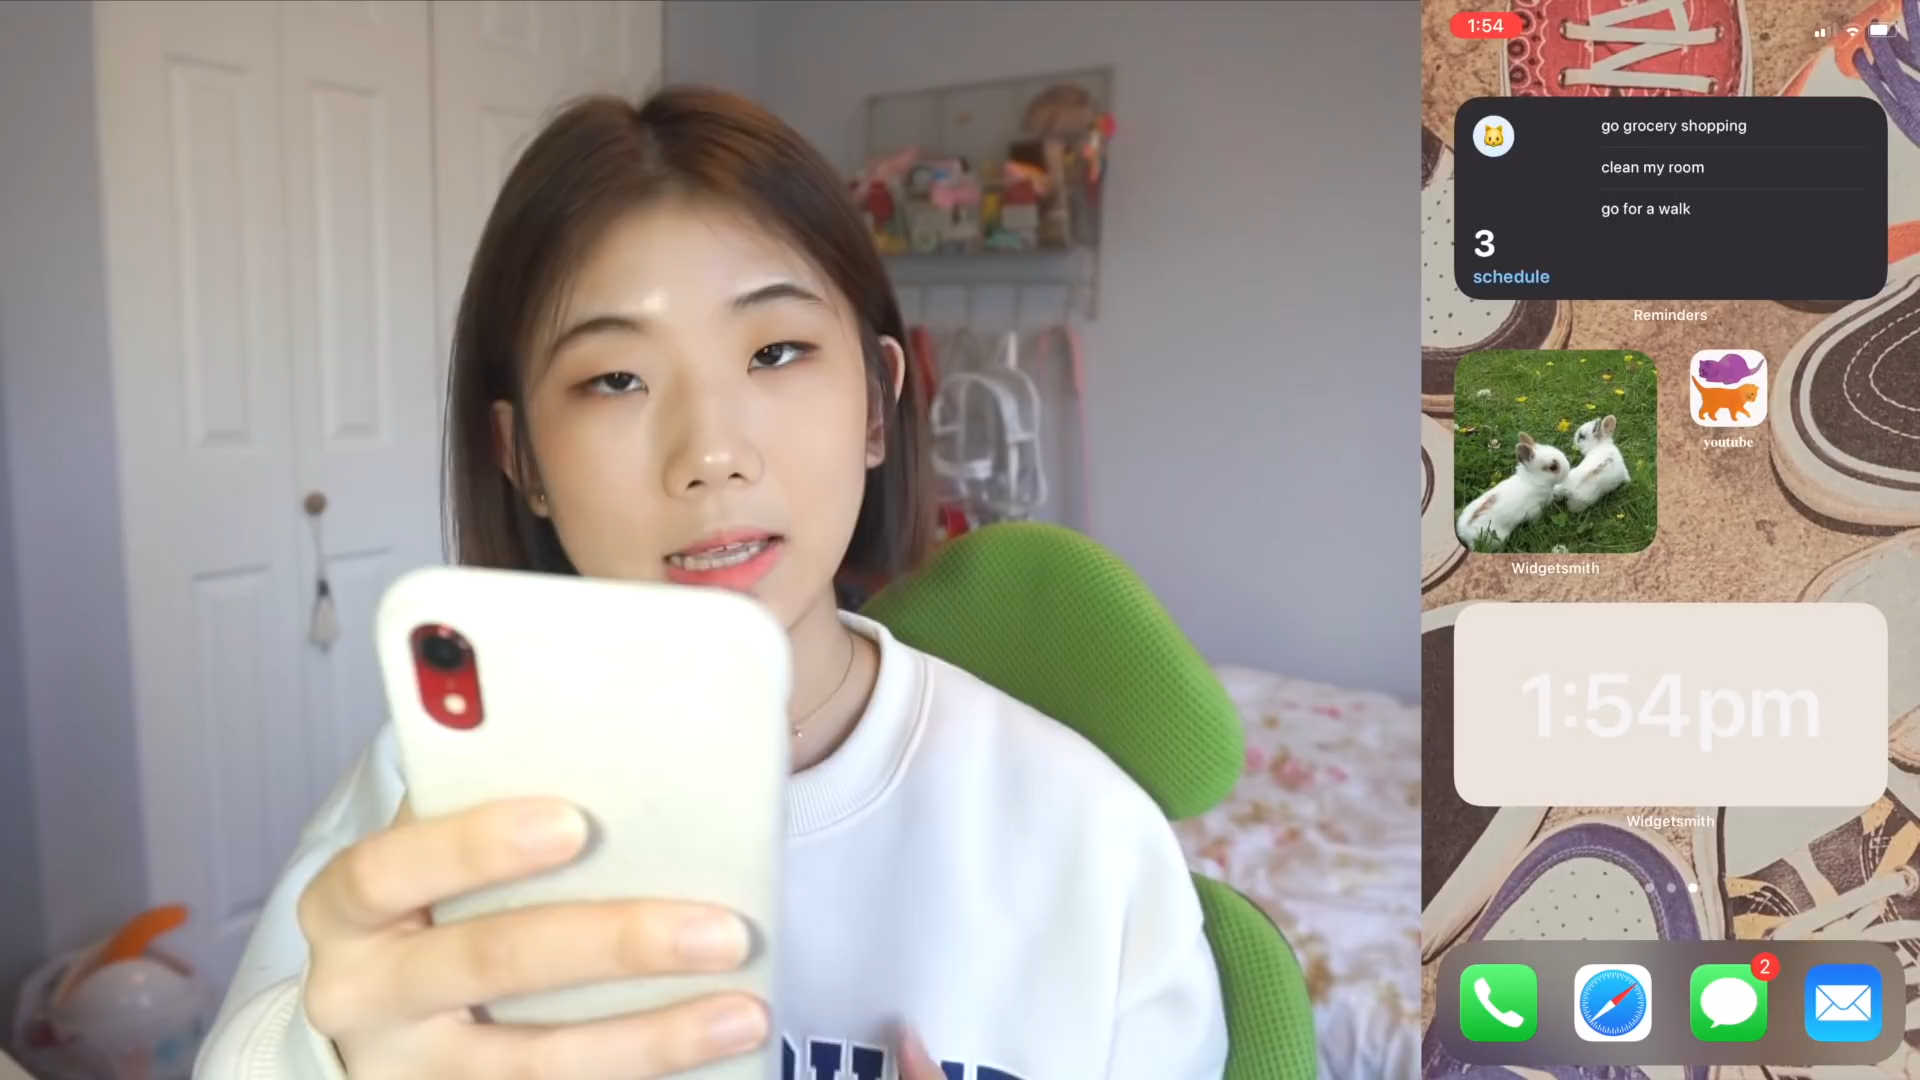 1:54
go grocery shopping
clean my room
go for a walk
3
schedule
Reminders
youtube
Widgetsmith
1:54pm
Widgetsmith
2